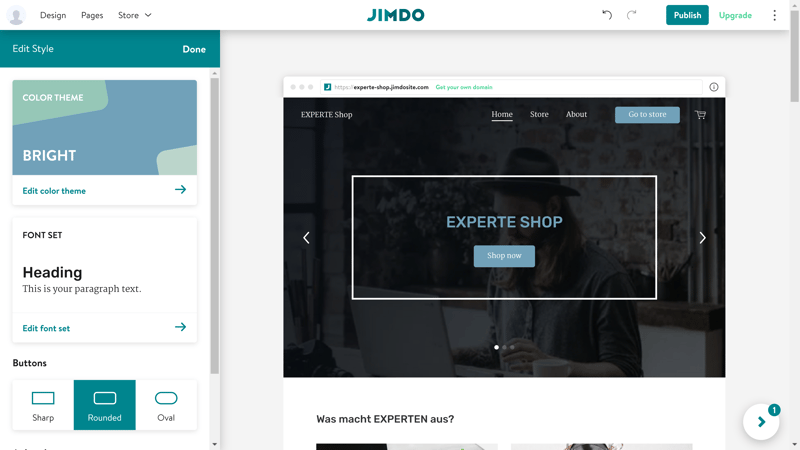 Design
Pages
Store
JIMDO
Publish
Upgrade
Edit Style
Done
COLOR THEME
BRIGHT
Edit color theme
FONT SET
Heading
This is your paragraph text.
Edit font set
Buttons
Sharp
Rounded
Oval
https://experte-shop.jimdosite.com
Get your own domain
EXPERTE Shop
Home
Store
About
Go to store
EXPERTE SHOP
Shop now
Was macht EXPERTEN aus?
1